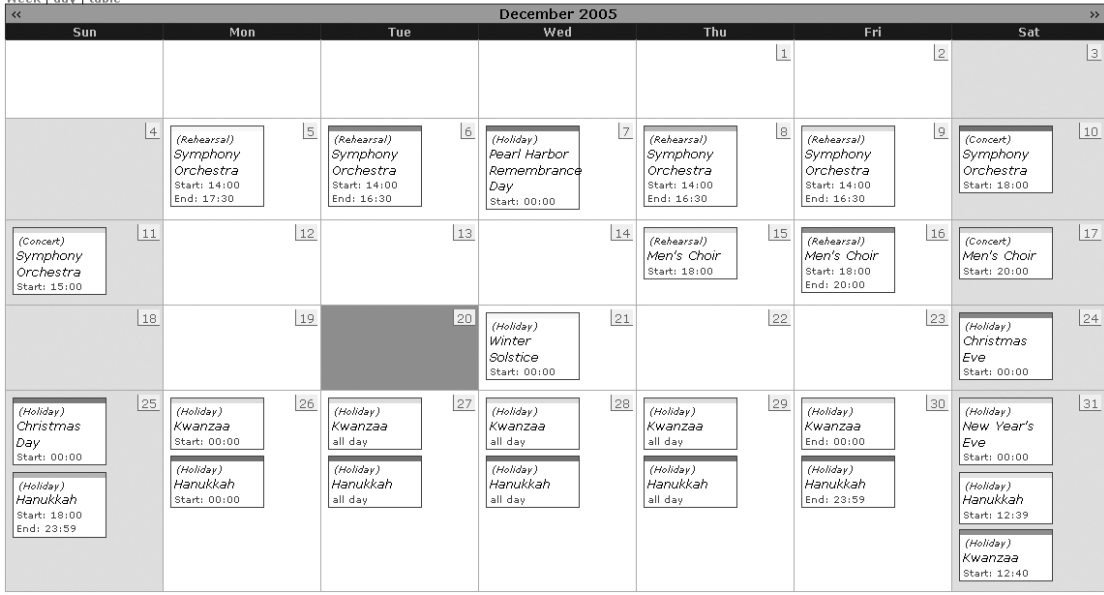 Week | day | table
«
December 2005
»
Sun Mon Tue Wed Thu Fri Sat
1
2
3
4
5
(Rehearsal)
Symphony
Orchestra
Start: 14:00
End: 17:30
6
(Rehearsal)
Symphony
Orchestra
Start: 14:00
End: 16:30
7
(Holiday)
Pearl Harbor
Remembrance
Day
Start: 00:00
8
(Rehearsal)
Symphony
Orchestra
Start: 14:00
End: 16:30
9
(Rehearsal)
Symphony
Orchestra
Start: 14:00
End: 16:30
10
(Concert)
Symphony
Orchestra
Start: 18:00
11
(Concert)
Symphony
Orchestra
Start: 15:00
12
13
14
15
(Rehearsal)
Men's Choir
Start: 18:00
16
(Rehearsal)
Men's Choir
Start: 18:00
End: 20:00
17
(Concert)
Men's Choir
Start: 20:00
18
19
20
21
(Holiday)
Winter
Solstice
Start: 00:00
22
23
24
(Holiday)
Christmas
Eve
Start: 00:00
25
(Holiday)
Christmas
Day
Start: 00:00
(Holiday)
Hanukkah
Start: 18:00
End: 23:59
26
(Holiday)
Kwanzaa
Start: 00:00
(Holiday)
Hanukkah
Start: 00:00
27
(Holiday)
Kwanzaa
all day
(Holiday)
Hanukkah
all day
28
(Holiday)
Kwanzaa
all day
(Holiday)
Hanukkah
all day
29
(Holiday)
Kwanzaa
all day
(Holiday)
Hanukkah
all day
30
(Holiday)
Kwanzaa
End: 00:00
(Holiday)
Hanukkah
End: 23:59
31
(Holiday)
New Year's
Eve
Start: 00:00
(Holiday)
Hanukkah
Start: 12:39
(Holiday)
Kwanzaa
Start: 12:40